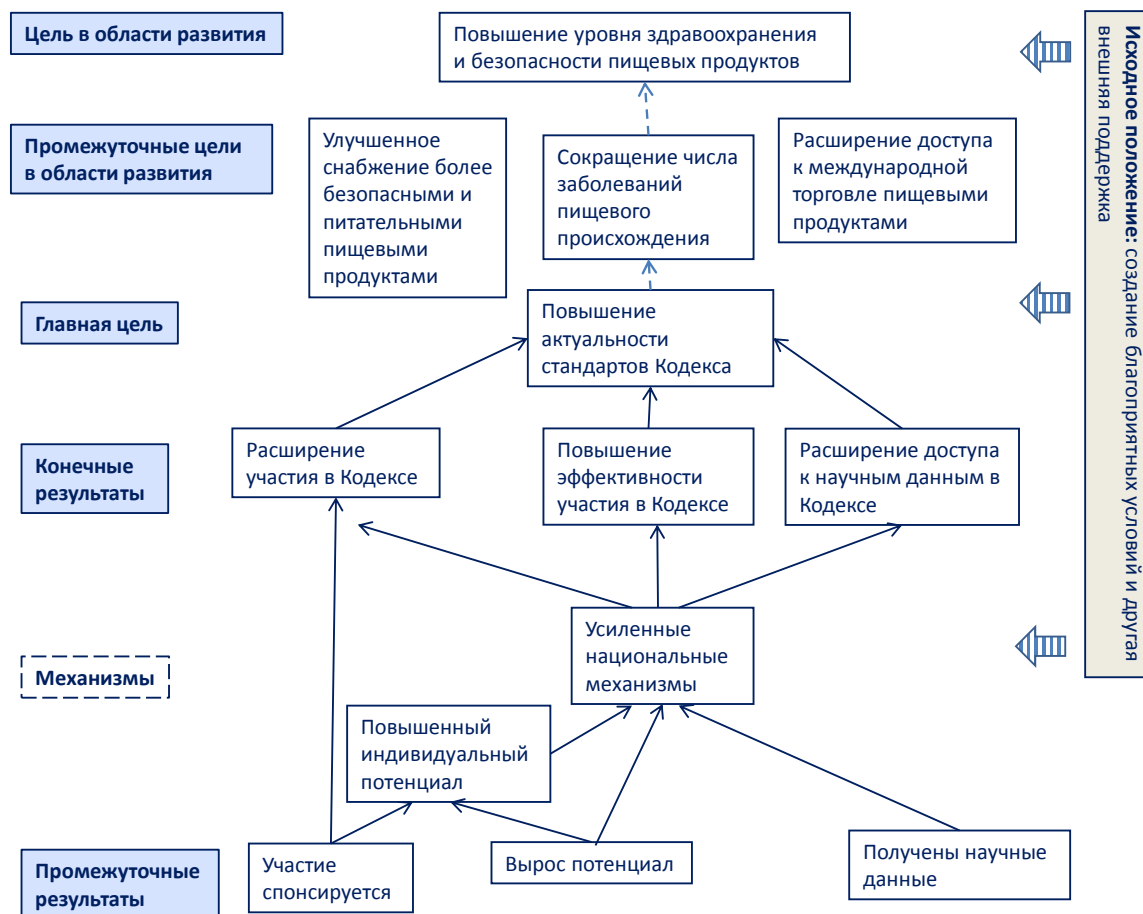 Цель в области развития
Повышение уровня здравоохранения
и безопасности пищевых продуктов
Промежуточные цели
в области развития
Улучшенное
снабжение более
безопасными и
питательными
пищевыми
продуктами
Сокращение числа
заболеваний
пищевого
происхождения
Расширение доступа
к международной
торговле пищевыми
продуктами
Главная цель
Повышение
актуальности
стандартов Кодекса
Конечные
результаты
Расширение
участия в Кодексе
Повышение
эффективности
участия в Кодексе
Расширение доступа
к научным данным в
Кодексе
Механизмы
Усиленные
национальные
механизмы
Повышенный
индивидуальный
потенциал
Промежуточные
результаты
Участие
спонсируется
Вырос потенциал
Получены научные
данные
Исходное положение: создание благоприятных условий и другая
внешняя поддержка